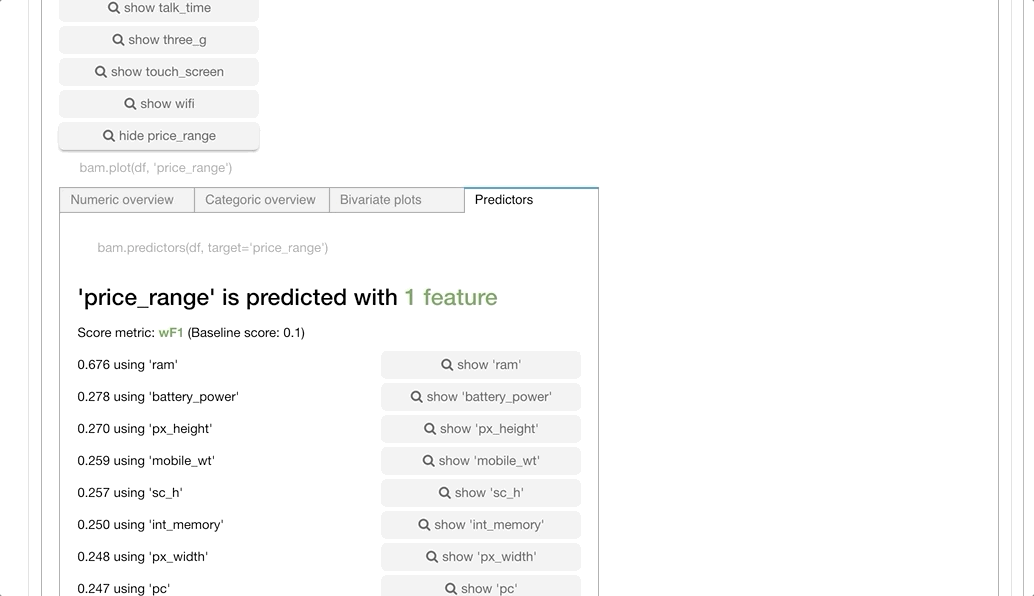 show talk_time
show three_g
show touch_screen
show wifi
hide price_range
bam.plot(df, 'price_range')
Numeric overview Categoric overview Bivariate plots Predictors
bam.predictors(df, target='price_range')
'price_range' is predicted with 1 feature
Score metric: wF1 (Baseline score: 0.1)
0.676 using 'ram' show 'ram'
0.278 using 'battery_power' show 'battery_power'
0.270 using 'px_height' show 'px_height'
0.259 using 'mobile_wt' show 'mobile_wt'
0.257 using 'sc_h' show 'sc_h'
0.250 using 'int_memory' show 'int_memory'
0.248 using 'px_width' show 'px_width'
0.247 using 'pc' show 'pc'